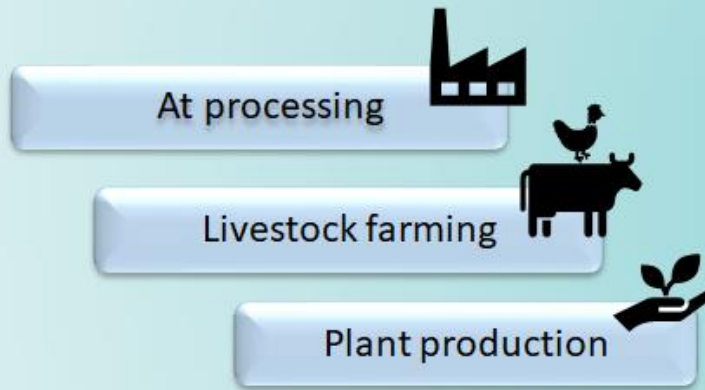 At processing
Livestock farming
Plant production